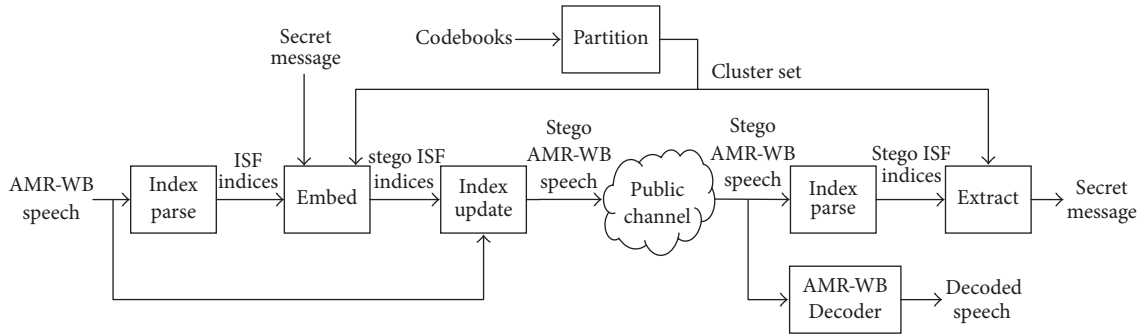 Codebooks
Partition
Secret
message
Cluster set
AMR-WB
speech
Index
parse
ISF
indices
Embed
stego ISF
indices
Index
update
Stego
AMR-WB
speech
Public
channel
Stego
AMR-WB
speech
Index
parse
Stego ISF
indices
Extract
Secret
message
AMR-WB
Decoder
Decoded
speech